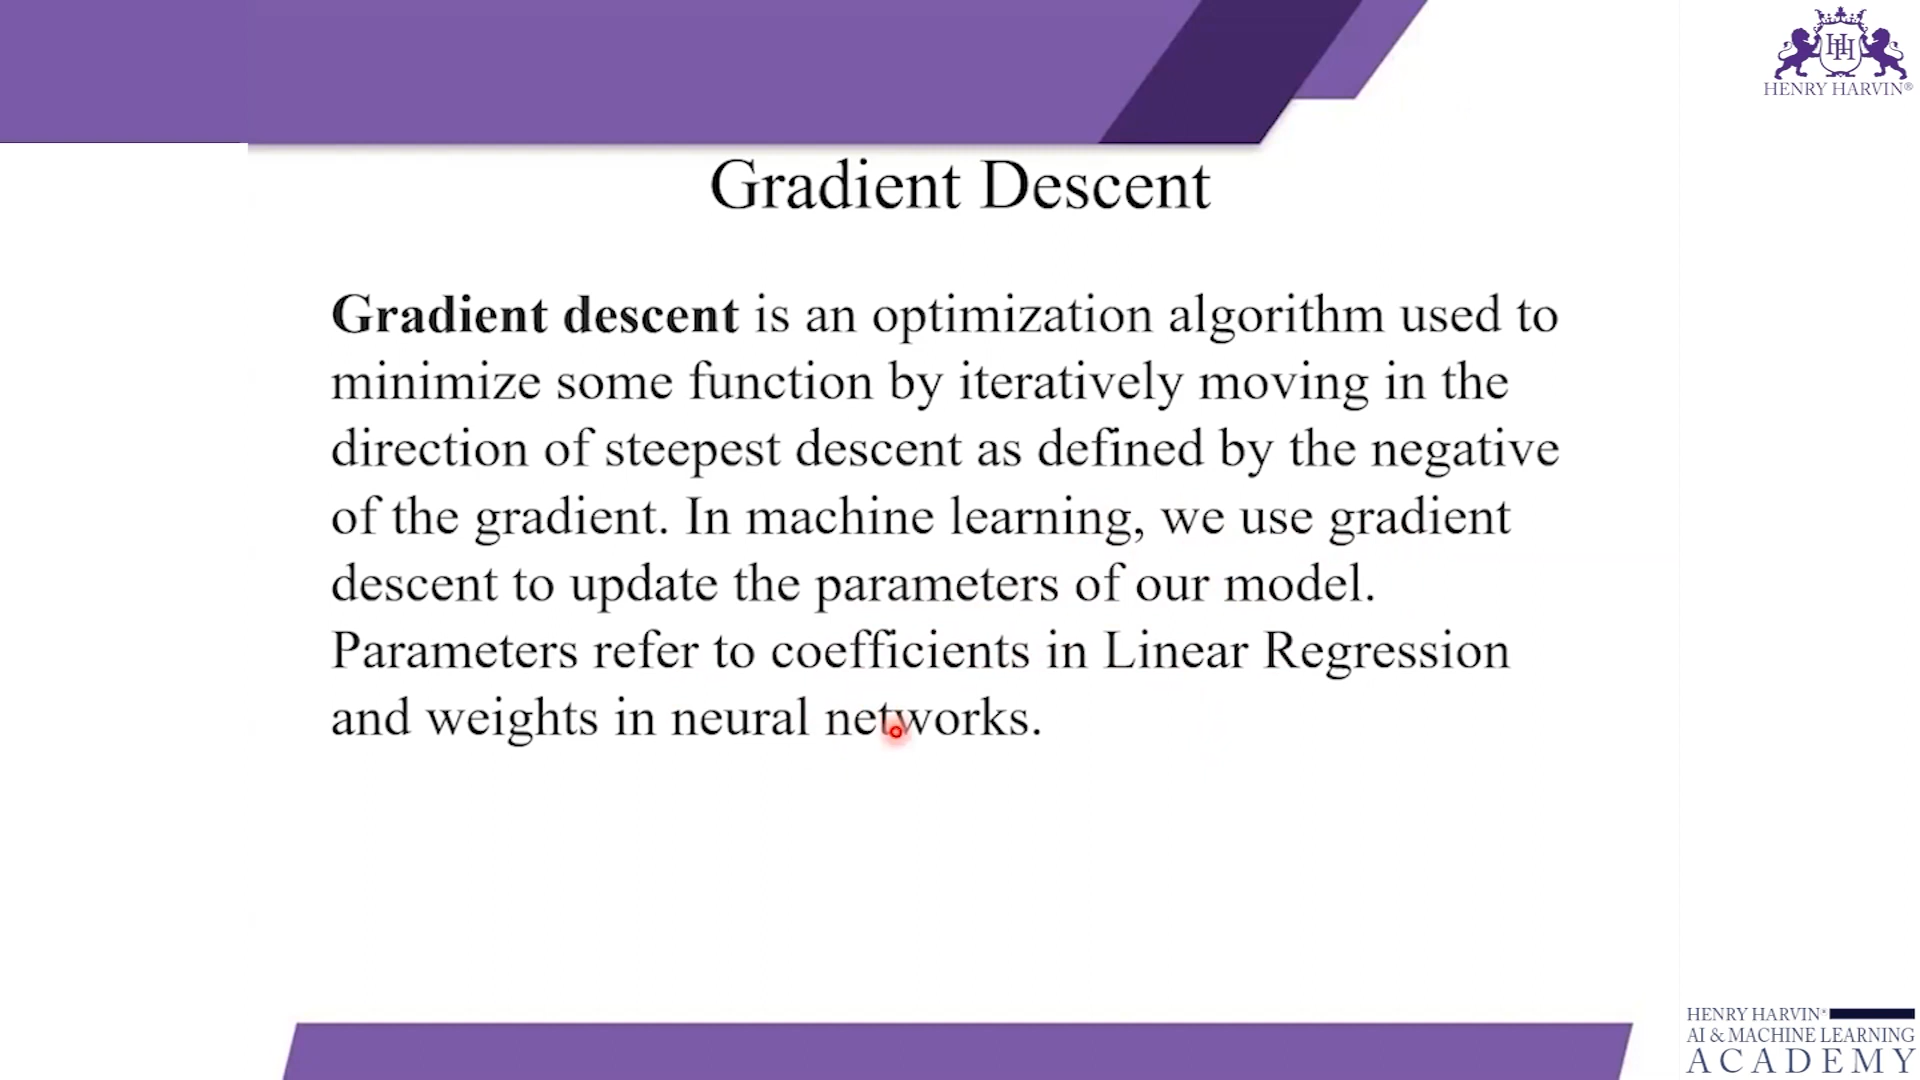 HENRY HARVIN®
Gradient Descent
Gradient descent is an optimization algorithm used to
minimize some function by iteratively moving in the
direction of steepest descent as defined by the negative
of the gradient. In machine learning, we use gradient
descent to update the parameters of our model.
Parameters refer to coefficients in Linear Regression
and weights in neural networks.
HENRY HARVIN®
AI & MACHINE LEARNING
ACADEMY